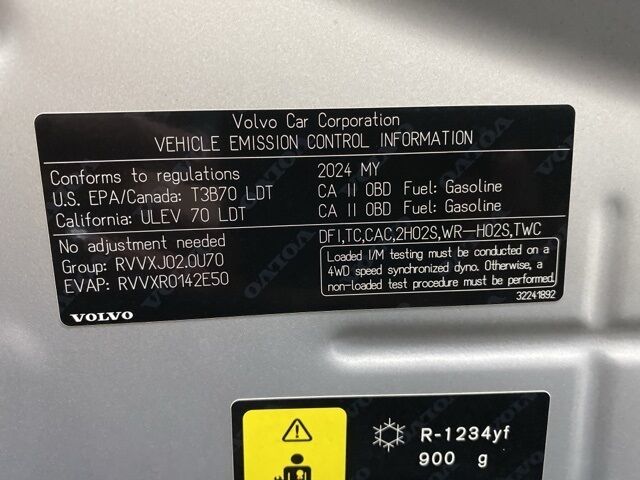 Volvo Car Corporation
VEHICLE EMISSION CONTROL INFORMATION
Conforms to regulations 2024 MY
U.S. EPA/Canada: T3B70 LDT CA II OBD Fuel: Gasoline
California: ULEV 70 LDT CA II OBD Fuel: Gasoline
No adjustment needed DFI,TC,CAC,2HO2S,WR-HO2S,TWC
Group: RVVXJ02.0U70
EVAP: RVVXR0142E50
Loaded I/M testing must be conducted on a
4WD speed synchronized dyno. Otherwise, a
non-loaded test procedure must be performed.
32241892
VOLVO
R-1234yf
900 g